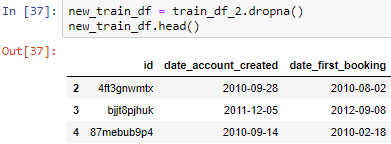 In [37]: new_train_df = train_df_2.dropna()
new_train_df.head()
Out[37]:
id date_account_created date_first_booking
2 4ft3gnwmtx 2010-09-28 2010-08-02
3 bjjt8pjhuk 2011-12-05 2012-09-08
4 87mebub9p4 2010-09-14 2010-02-18